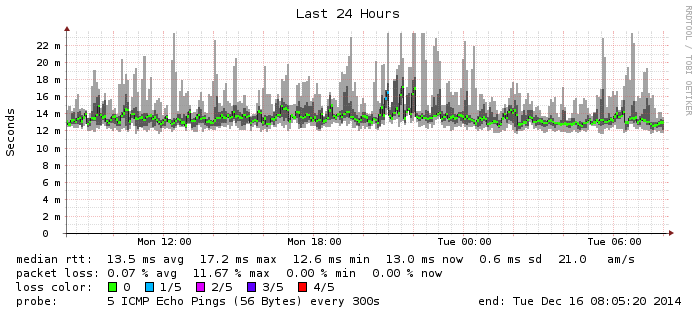 Last 24 Hours
RRDTOOL / TOBI OETIKER
Seconds
22 m
20 m
18 m
16 m
14 m
12 m
10 m
8 m
6 m
4 m
2 m
0
Mon 12:00 Mon 18:00 Tue 00:00 Tue 06:00
median rtt: 13.5 ms avg 17.2 ms max 12.6 ms min 13.0 ms now 0.6 ms sd 21.0 am/s
packet loss: 0.07 % avg 11.67 % max 0.00 % min 0.00 % now
loss color: 0 1/5 2/5 3/5 4/5
probe: 5 ICMP Echo Pings (56 Bytes) every 300s end: Tue Dec 16 08:05:20 2014